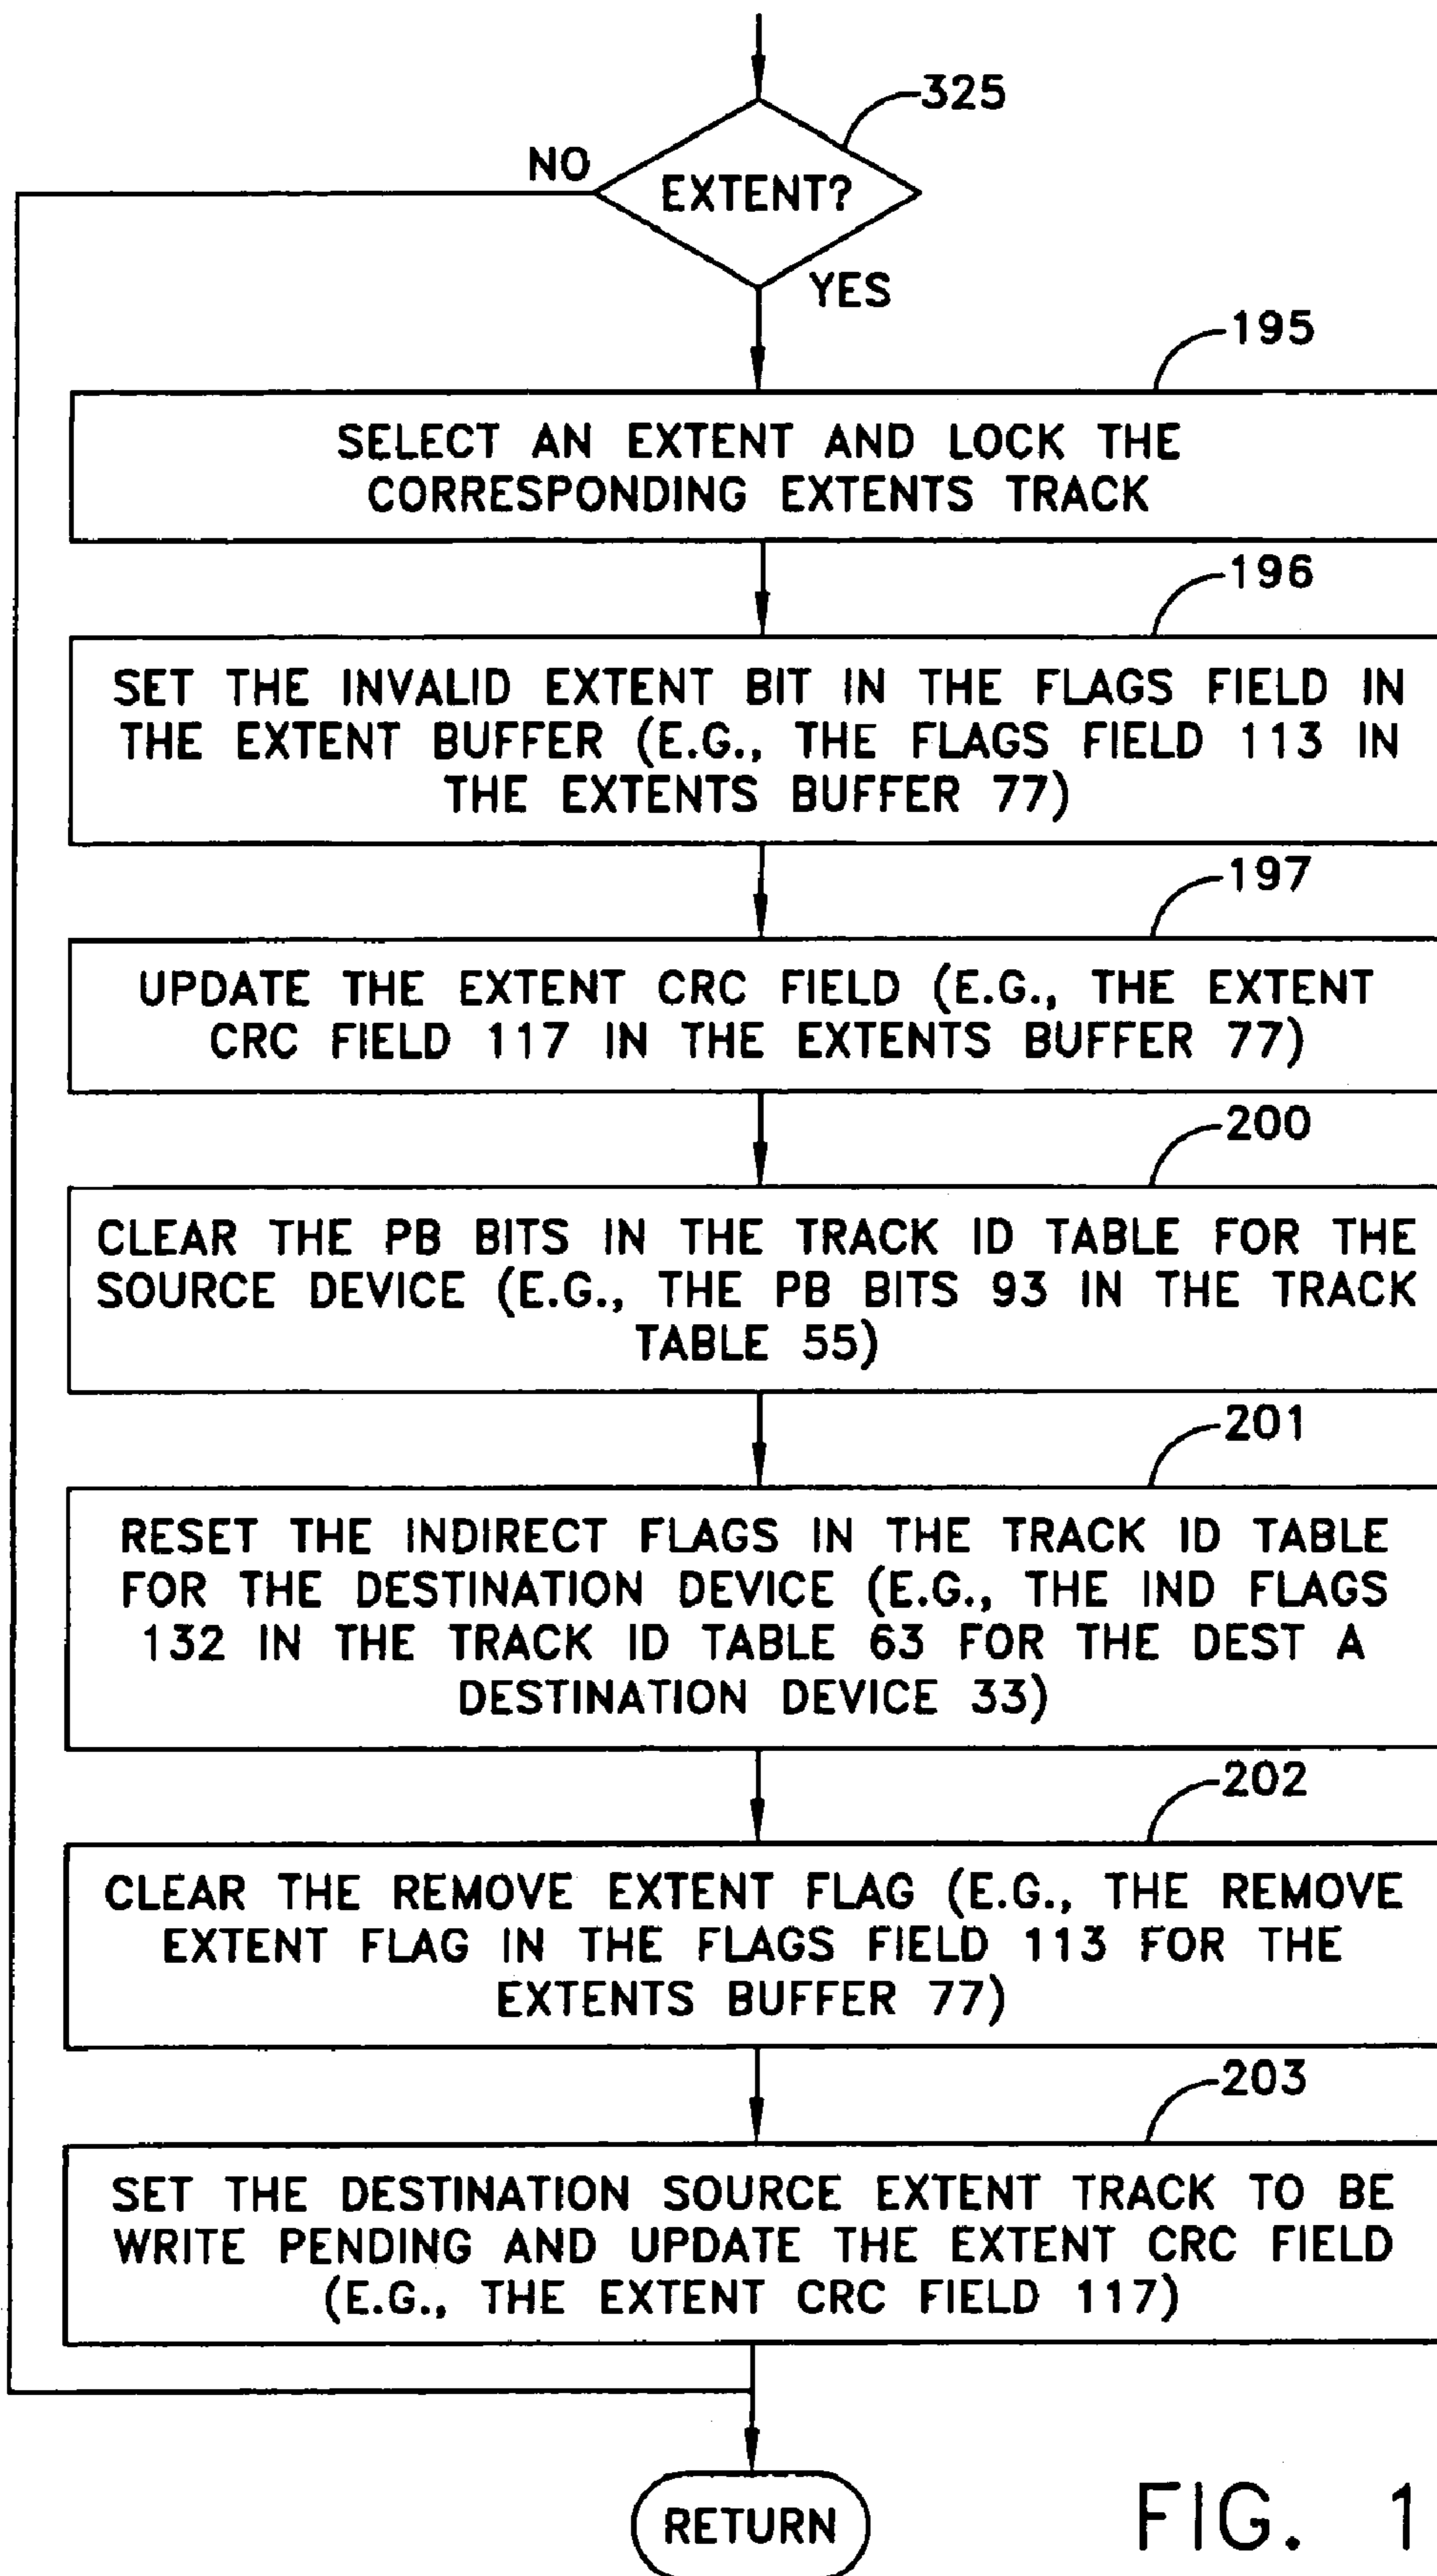 325
NO
EXTENT?
YES
195
SELECT AN EXTENT AND LOCK THE
CORRESPONDING EXTENTS TRACK
196
SET THE INVALID EXTENT BIT IN THE FLAGS FIELD IN
THE EXTENT BUFFER (E.G., THE FLAGS FIELD 113 IN
THE EXTENTS BUFFER 77)
197
UPDATE THE EXTENT CRC FIELD (E.G., THE EXTENT
CRC FIELD 117 IN THE EXTENTS BUFFER 77)
200
CLEAR THE PB BITS IN THE TRACK ID TABLE FOR THE
SOURCE DEVICE (E.G., THE PB BITS 93 IN THE TRACK
TABLE 55)
201
RESET THE INDIRECT FLAGS IN THE TRACK ID TABLE
FOR THE DESTINATION DEVICE (E.G., THE IND FLAGS
132 IN THE TRACK ID TABLE 63 FOR THE DEST A
DESTINATION DEVICE 33)
202
CLEAR THE REMOVE EXTENT FLAG (E.G., THE REMOVE
EXTENT FLAG IN THE FLAGS FIELD 113 FOR THE
EXTENTS BUFFER 77)
203
SET THE DESTINATION SOURCE EXTENT TRACK TO BE
WRITE PENDING AND UPDATE THE EXTENT CRC FIELD
(E.G., THE EXTENT CRC FIELD 117)
RETURN
FIG. 1